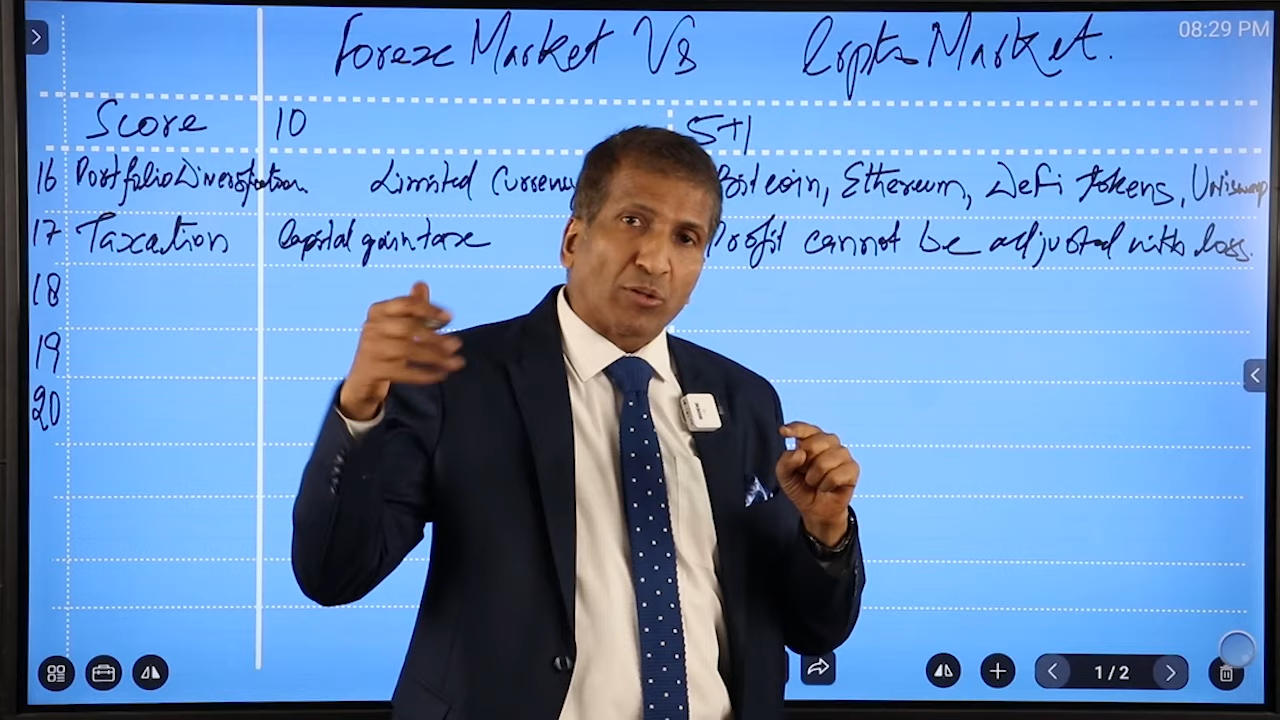 08:29 PM
Forex Market Vs Crpto Market.
Score 10 5+1
16 Portfolio Diversification Limited Currency Bitcoin, Ethereum, DeFi tokens, Uniswap
17 Taxation Capital gain tax Profit cannot be adjusted with loss.
18
19
20
1/2